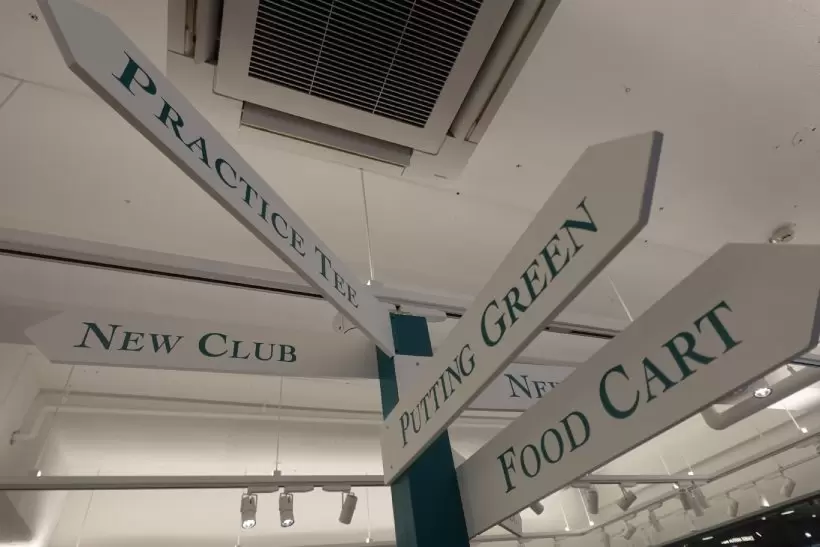 PRACTICE TEE
NEW CLUB
PUTTING GREEN
FOOD CART